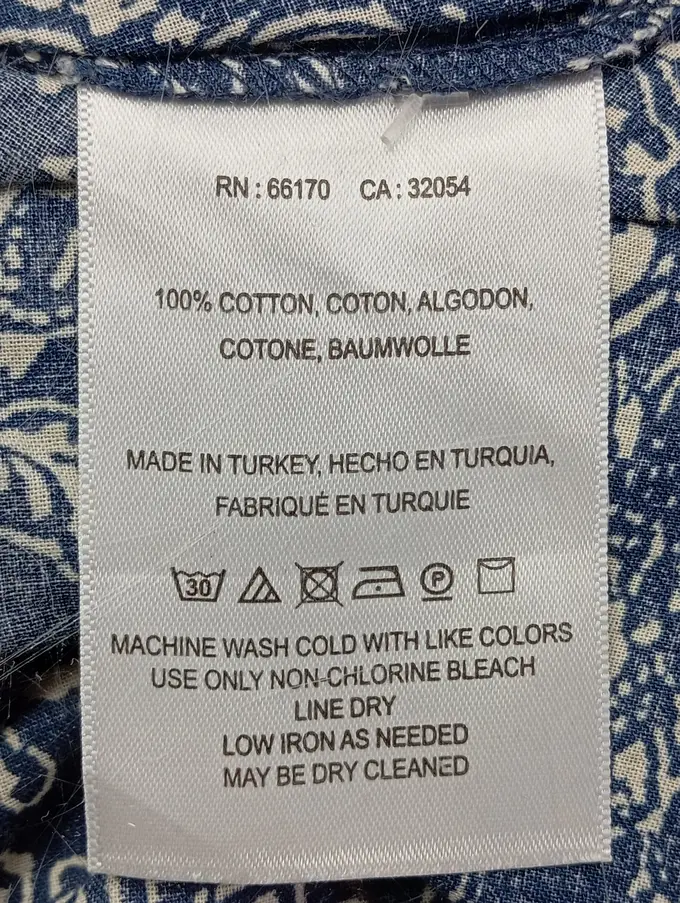 RN : 66170 CA : 32054
100% COTTON, COTON, ALGODON,
COTONE, BAUMWOLLE
MADE IN TURKEY, HECHO EN TURQUIA,
FABRIQUÉ EN TURQUIE
30 P
MACHINE WASH COLD WITH LIKE COLORS
USE ONLY NON-CHLORINE BLEACH
LINE DRY
LOW IRON AS NEEDED
MAY BE DRY CLEANED